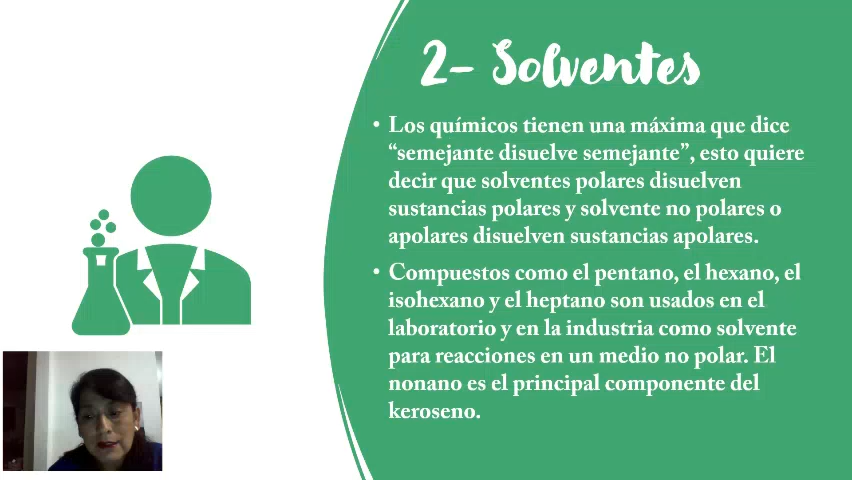 2- Solventes
• Los químicos tienen una máxima que dice
“semejante disuelve semejante”, esto quiere
decir que solventes polares disuelven
sustancias polares y solvente no polares o
apolares disuelven sustancias apolares.
• Compuestos como el pentano, el hexano, el
isohexano y el heptano son usados en el
laboratorio y en la industria como solvente
para reacciones en un medio no polar. El
nonano es el principal componente del
keroseno.